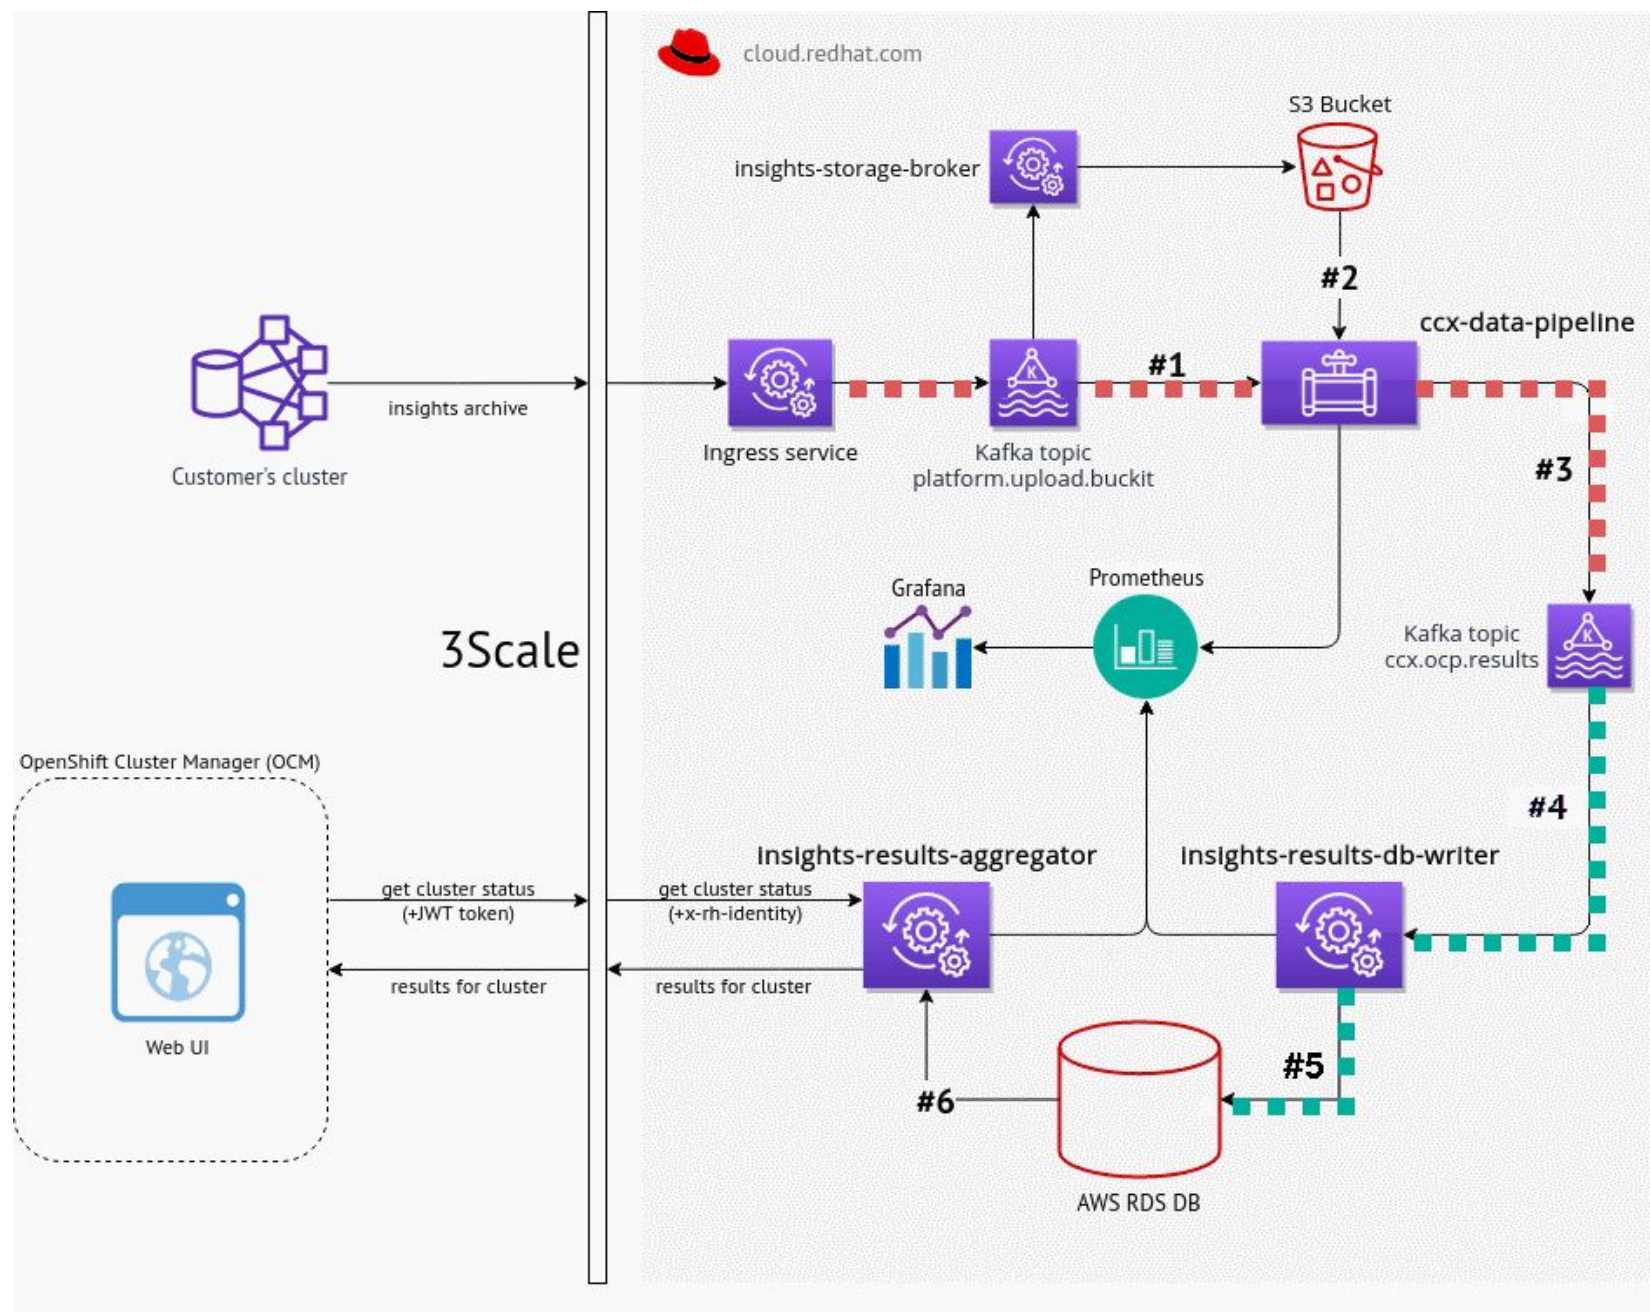 cloud.redhat.com
S3 Bucket
insights-storage-broker
#2
ccx-data-pipeline
#1
insights archive
Customer's cluster
Ingress service
Kafka topic
platform.upload.buckit
#3
Grafana
Prometheus
3Scale
Kafka topic
ccx.ocp.results
OpenShift Cluster Manager (OCM)
#4
insights-results-aggregator
insights-results-db-writer
get cluster status
(+JWT token)
get cluster status
(+x-rh-identity)
results for cluster
results for cluster
Web UI
#5
#6
AWS RDS DB
K
K